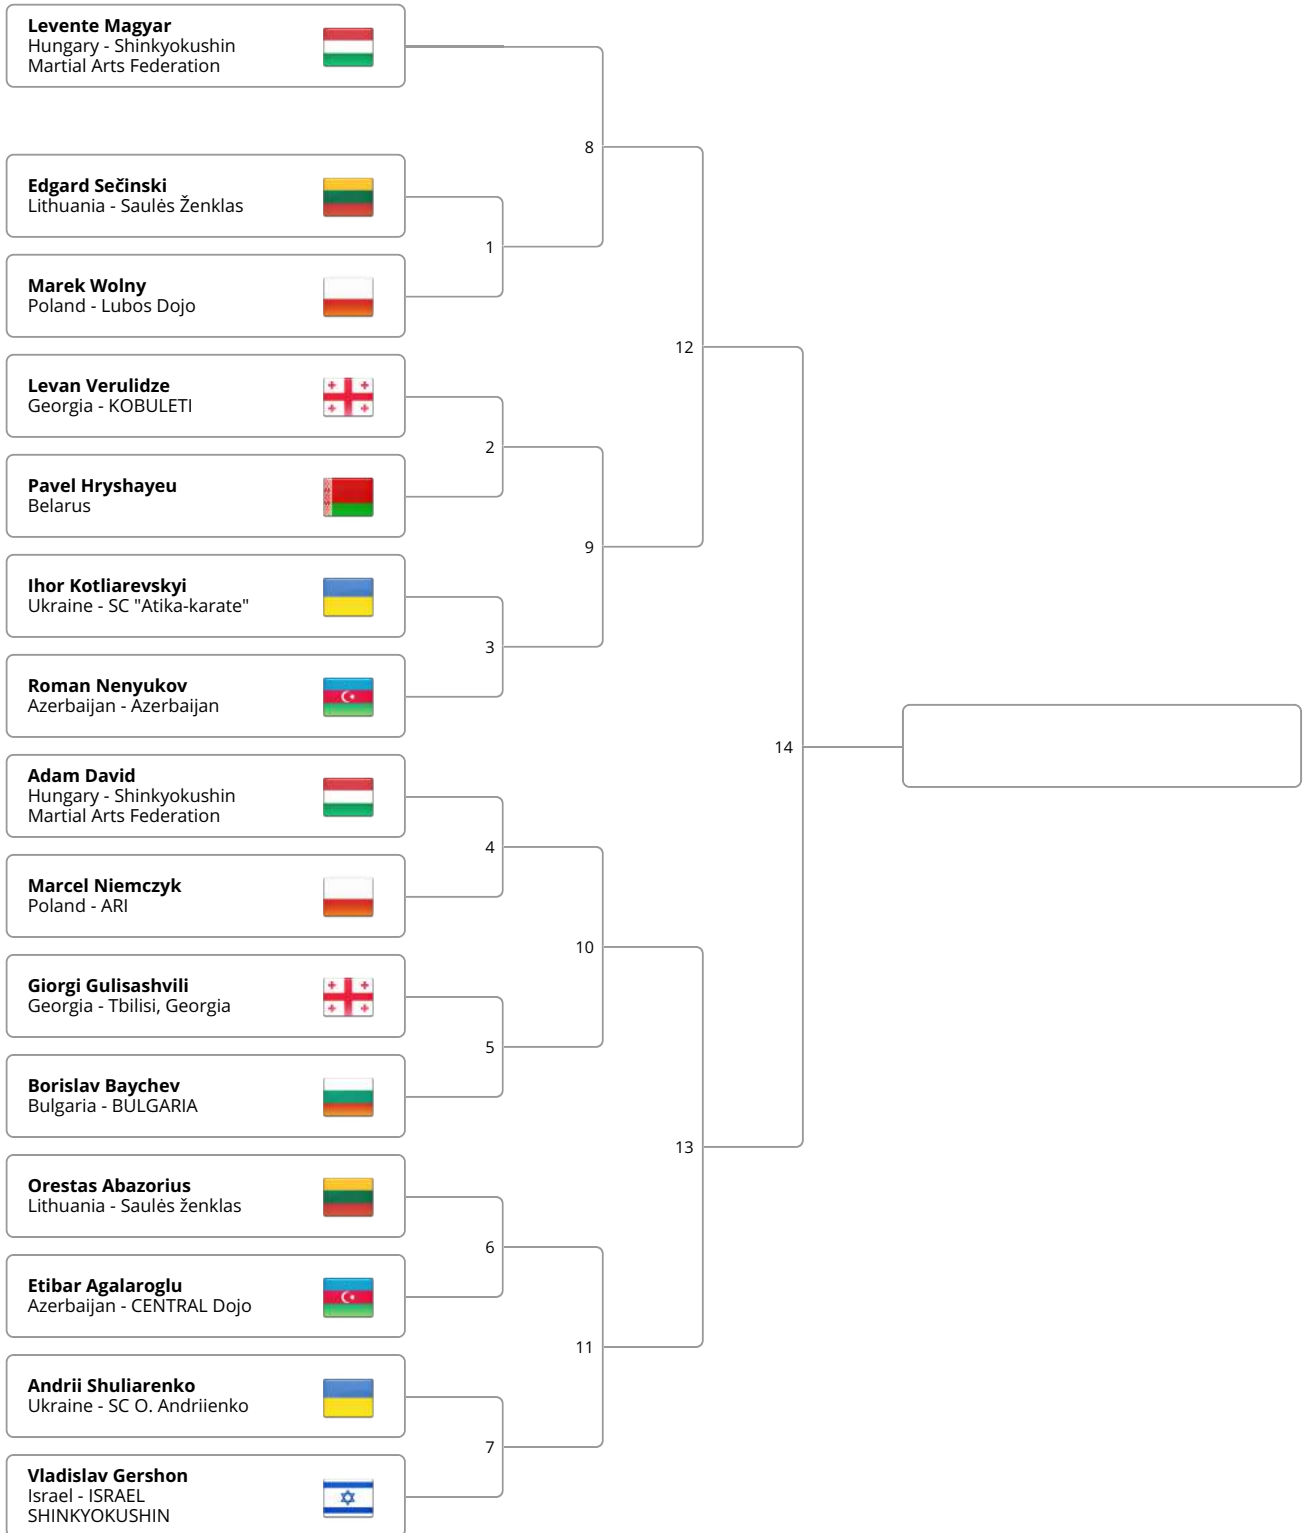 Levente Magyar
Hungary - Shinkyokushin
Martial Arts Federation
8
Edgard Sečinski
Lithuania - Saulės Ženklas
1
Marek Wolny
Poland - Lubos Dojo
12
Levan Verulidze
Georgia - KOBULETI
2
Pavel Hryshayeu
Belarus
9
Ihor Kotliarevskyi
Ukraine - SC "Atika-karate"
3
Roman Nenyukov
Azerbaijan - Azerbaijan
14
Adam David
Hungary - Shinkyokushin
Martial Arts Federation
4
Marcel Niemczyk
Poland - ARI
10
Giorgi Gulisashvili
Georgia - Tbilisi, Georgia
5
Borislav Baychev
Bulgaria - BULGARIA
13
Orestas Abazorius
Lithuania - Saulės ženklas
6
Etibar Agalaroglu
Azerbaijan - CENTRAL Dojo
11
Andrii Shuliarenko
Ukraine - SC O. Andriienko
7
Vladislav Gershon
Israel - ISRAEL
SHINKYOKUSHIN